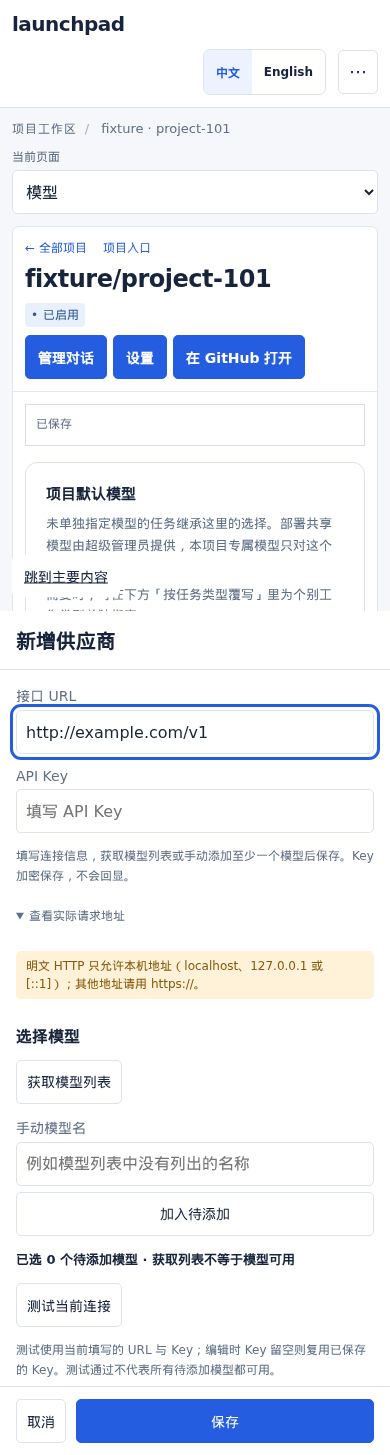 launchpad
中文 English ⋯
项目工作区 / fixture · project-101
当前页面
模型
← 全部项目 项目入口
fixture/project-101
• 已启用
管理对话 设置 在 GitHub 打开
已保存
项目默认模型
未单独指定模型的任务继承这里的选择。部署共享
模型由超级管理员提供，本项目专属模型只对这个
跳到主要内容
在下方「按任务类型覆写」里为个别工
新增供应商
接口 URL
http://example.com/v1
API Key
填写 API Key
填写连接信息，获取模型列表或手动添加至少一个模型后保存。Key
加密保存，不会回显。
▼ 查看实际请求地址
明文 HTTP 只允许本机地址（localhost、127.0.0.1 或
[::1]）；其他地址请用 https://。
选择模型
获取模型列表
手动模型名
例如模型列表中没有列出的名称
加入待添加
已选 0 个待添加模型 · 获取列表不等于模型可用
测试当前连接
测试使用当前填写的 URL 与 Key；编辑时 Key 留空则复用已保存
的 Key。测试通过不代表所有待添加模型都可用。
取消 保存